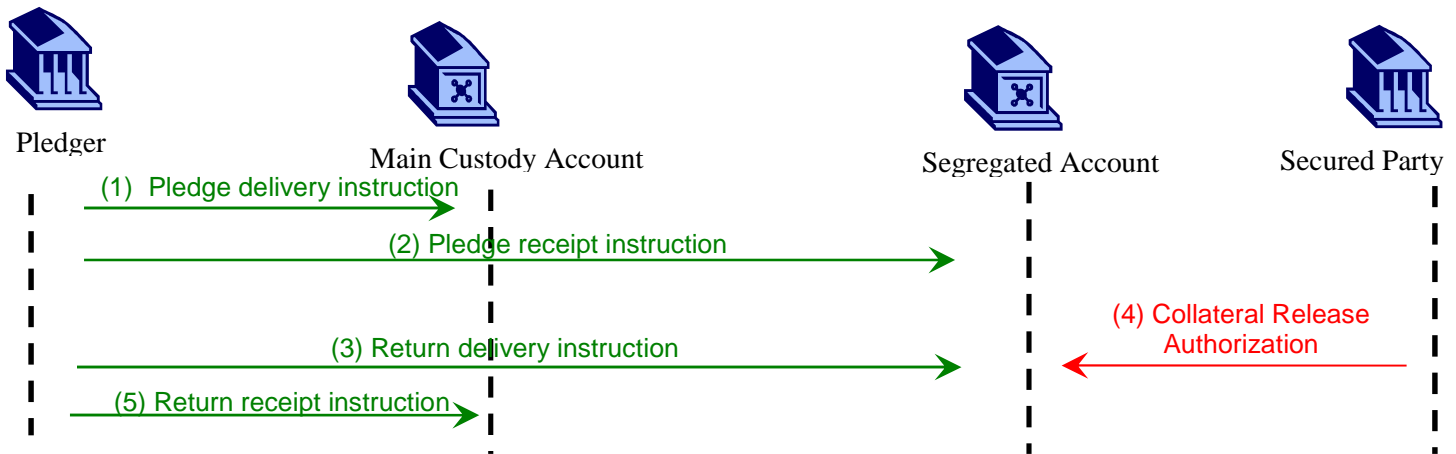 Pledger
Main Custody Account
Segregated Account
Secured Party
(1) Pledge delivery instruction
(2) Pledge receipt instruction
(3) Return delivery instruction
(4) Collateral Release
Authorization
(5) Return receipt instruction